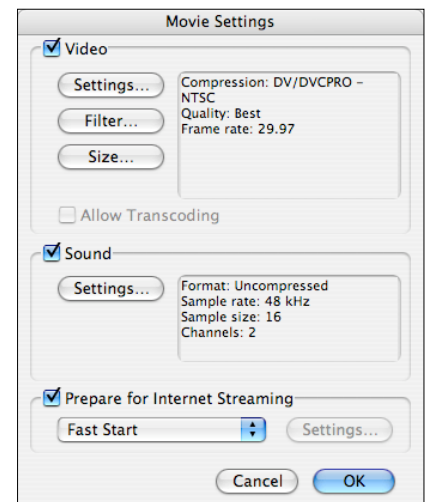 Movie Settings
Video
Settings...
Filter...
Size...
Compression: DV/DVCPRO –
NTSC
Quality: Best
Frame rate: 29.97
Allow Transcoding
Sound
Settings...
Format: Uncompressed
Sample rate: 48 kHz
Sample size: 16
Channels: 2
Prepare for Internet Streaming
Fast Start
Settings...
Cancel
OK